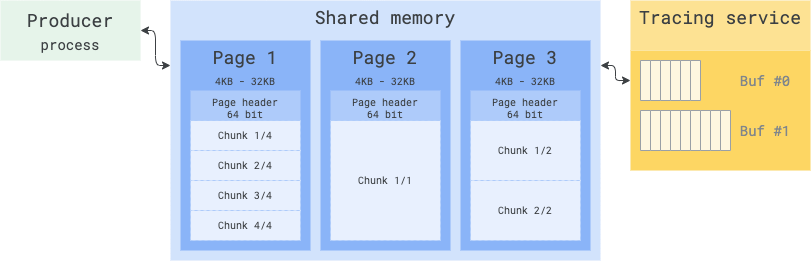 Producer
process
Shared memory
Page 1
4KB - 32KB
Page header
64 bit
Chunk 1/4
Chunk 2/4
Chunk 3/4
Chunk 4/4
Page 2
4KB - 32KB
Page header
64 bit
Chunk 1/1
Page 3
4KB - 32KB
Page header
64 bit
Chunk 1/2
Chunk 2/2
Tracing service
Buf #0
Buf #1